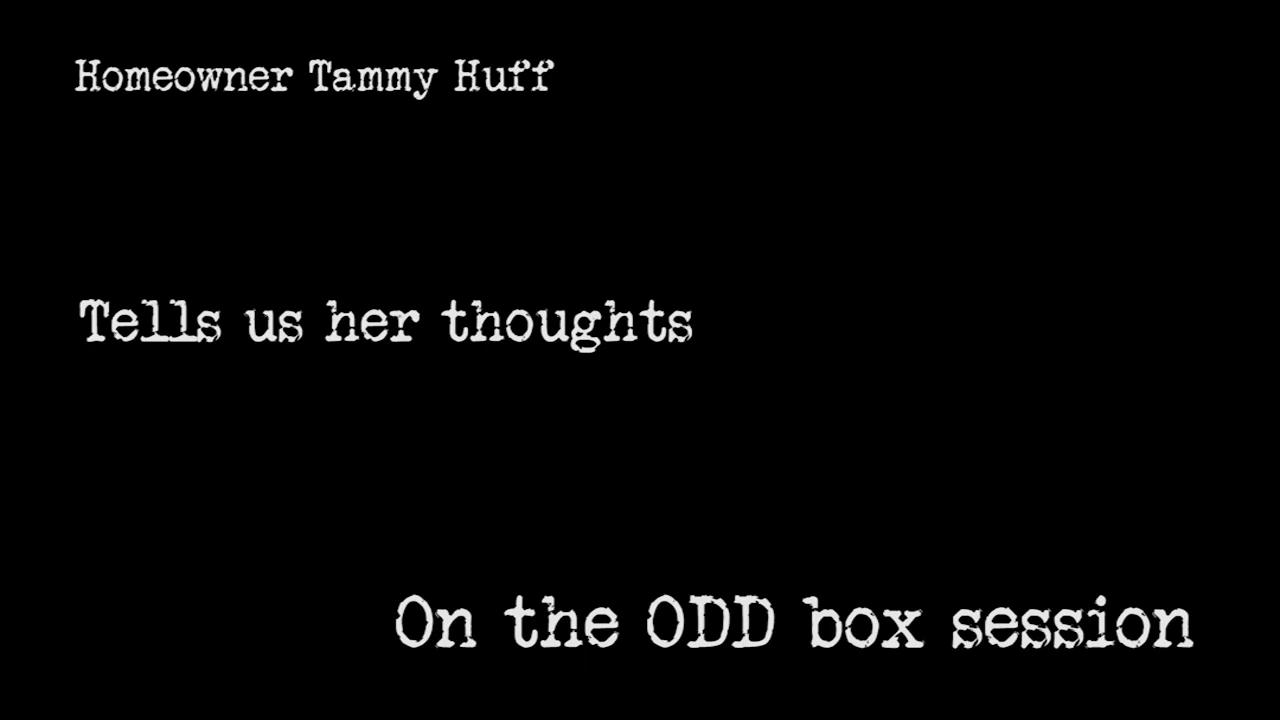 Homeowner Tammy Huff
Tells us her thoughts
On the ODD box session